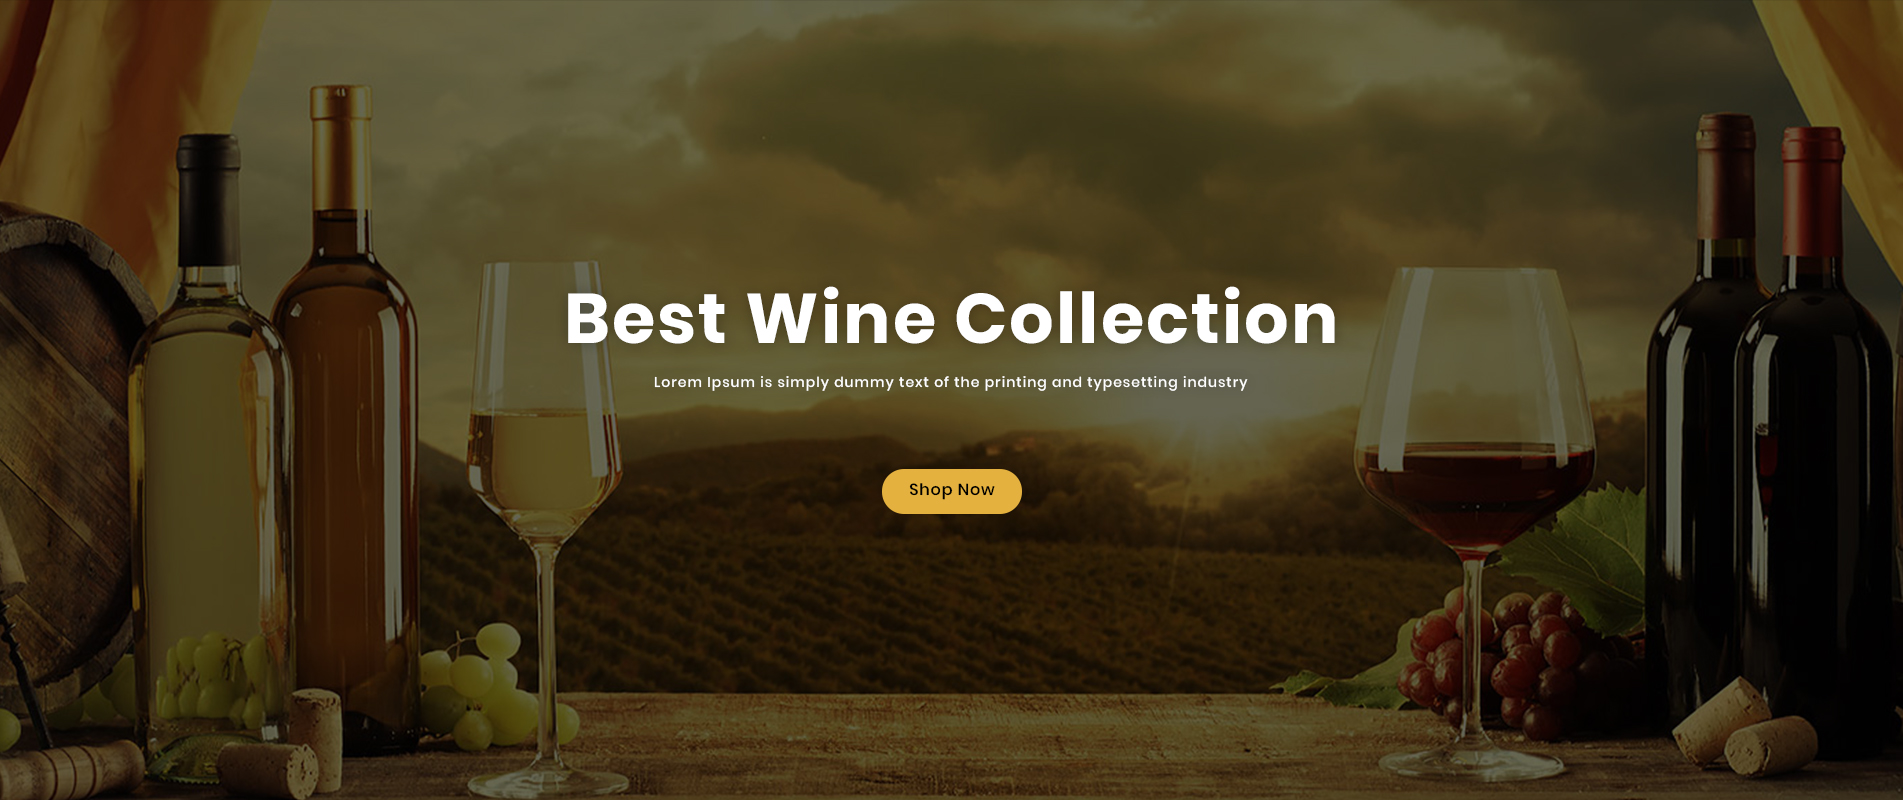 Best Wine Collection
Lorem Ipsum is simply dummy text of the printing and typesetting industry
Shop Now